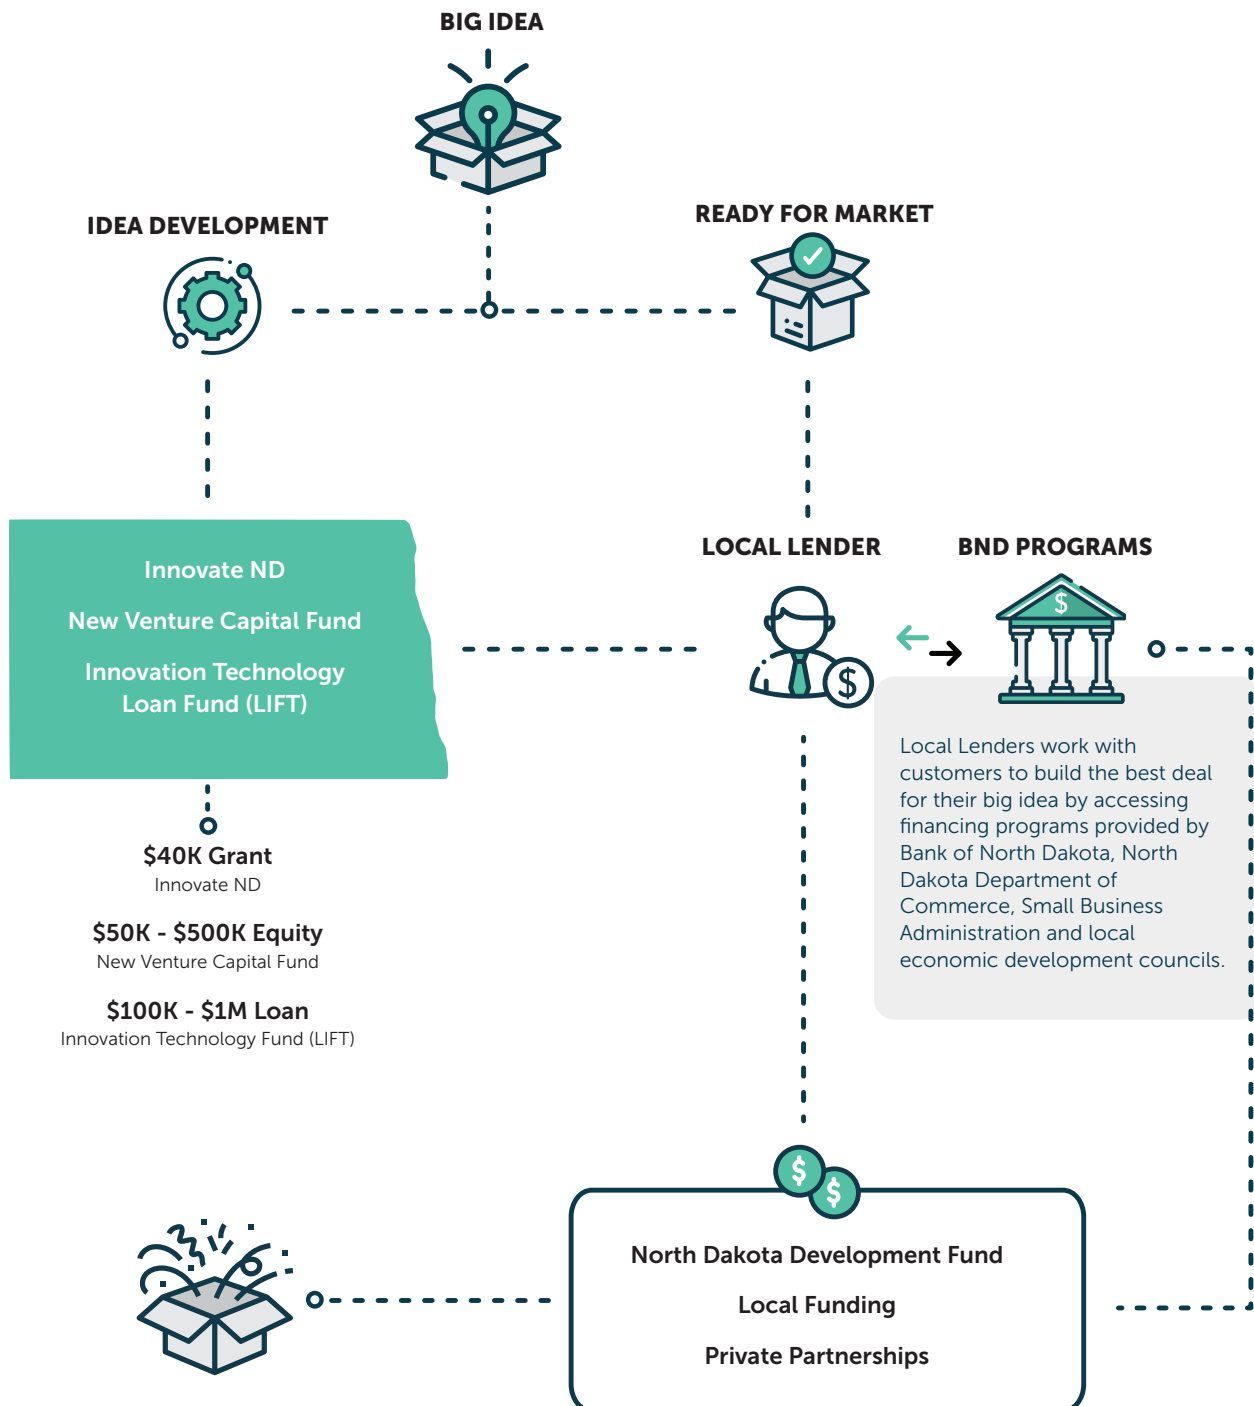 BIG IDEA
IDEA DEVELOPMENT
READY FOR MARKET
Innovate ND
New Venture Capital Fund
Innovation Technology
Loan Fund (LIFT)
$40K Grant
Innovate ND
$50K - $500K Equity
New Venture Capital Fund
$100K - $1M Loan
Innovation Technology Fund (LIFT)
LOCAL LENDER
$
BND PROGRAMS
$
Local Lenders work with
customers to build the best deal
for their big idea by accessing
financing programs provided by
Bank of North Dakota, North
Dakota Department of
Commerce, Small Business
Administration and local
economic development councils.
$
$
North Dakota Development Fund
Local Funding
Private Partnerships